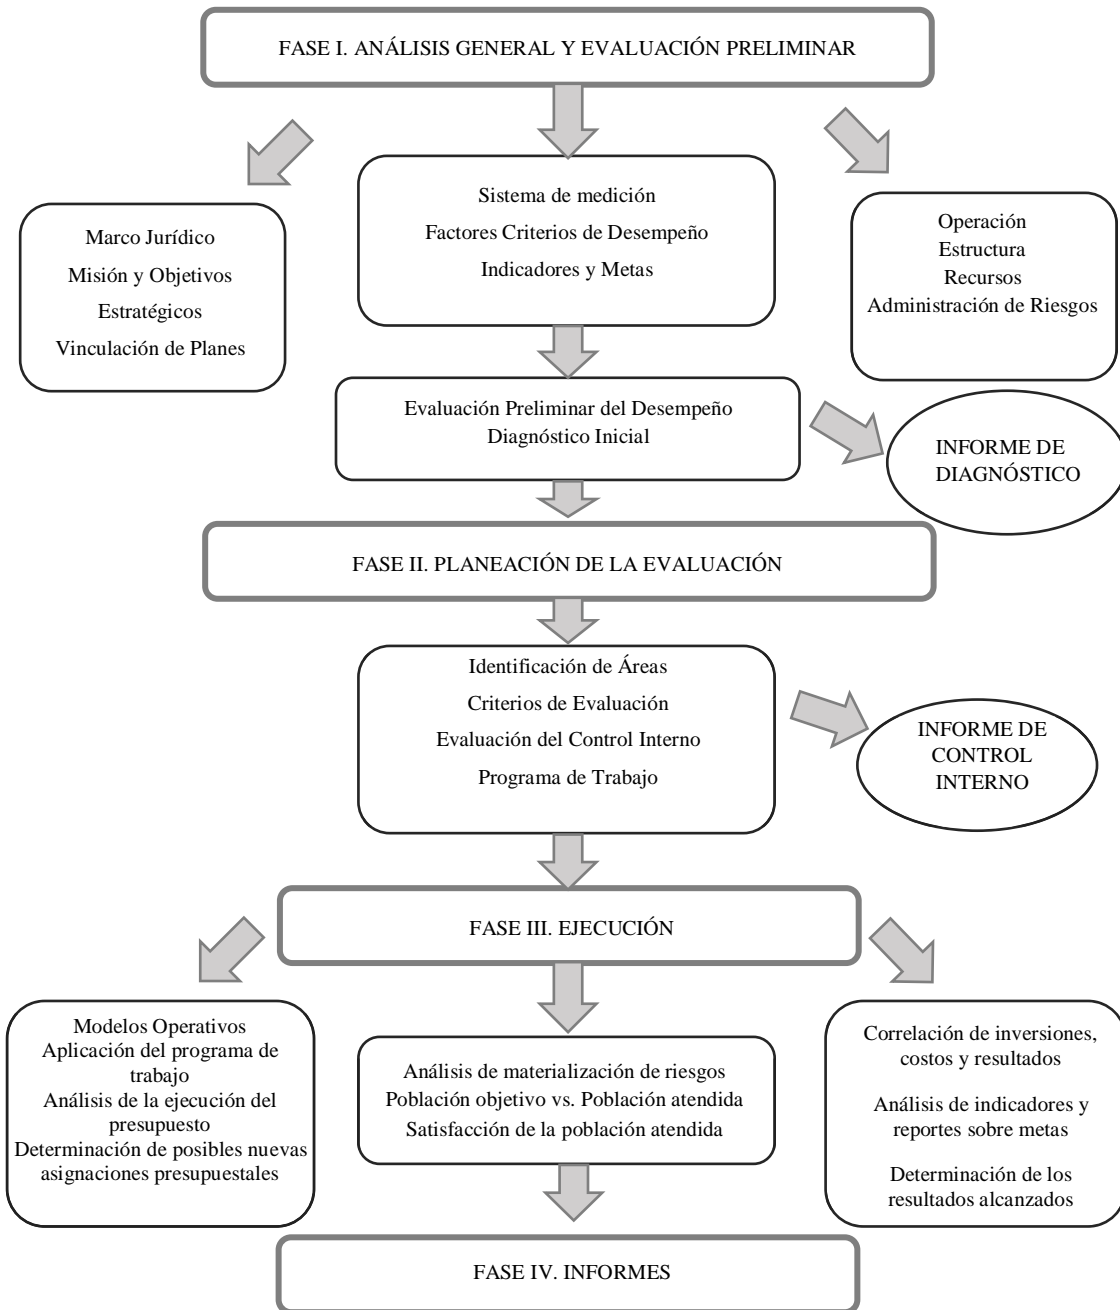 FASE I. ANÁLISIS GENERAL Y EVALUACIÓN PRELIMINAR
Marco Jurídico
Misión y Objetivos
Estratégicos
Vinculación de Planes
Sistema de medición
Factores Criterios de Desempeño
Indicadores y Metas
Operación
Estructura
Recursos
Administración de Riesgos
Evaluación Preliminar del Desempeño
Diagnóstico Inicial
INFORME DE
DIAGNÓSTICO
FASE II. PLANEACIÓN DE LA EVALUACIÓN
Identificación de Áreas
Criterios de Evaluación
Evaluación del Control Interno
Programa de Trabajo
INFORME DE
CONTROL
INTERNO
FASE III. EJECUCIÓN
Modelos Operativos
Aplicación del programa de
trabajo
Análisis de la ejecución del
presupuesto
Determinación de posibles nuevas
asignaciones presupuestales
Análisis de materialización de riesgos
Población objetivo vs. Población atendida
Satisfacción de la población atendida
Correlación de inversiones,
costos y resultados
Análisis de indicadores y
reportes sobre metas
Determinación de los
resultados alcanzados
FASE IV. INFORMES